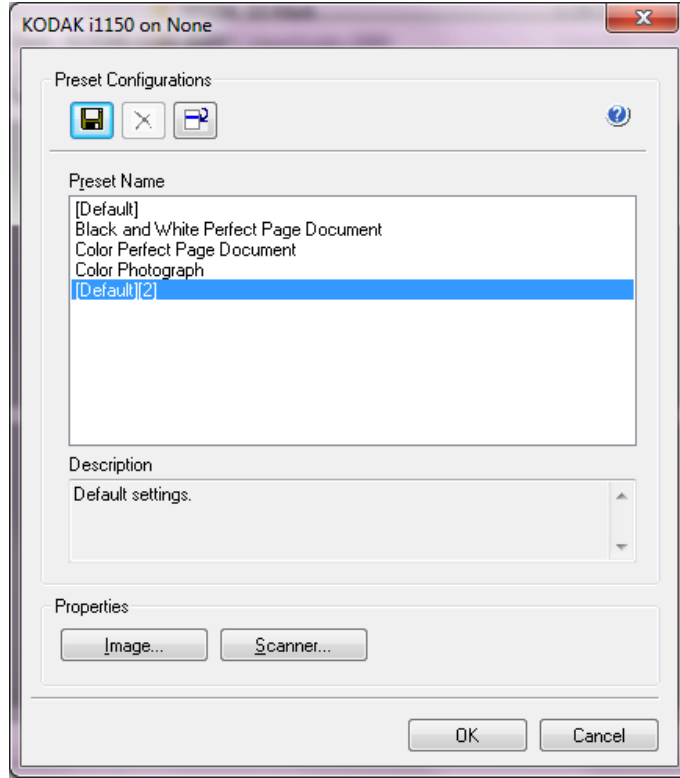 KODAK i1150 on None
Preset Configurations
Preset Name
[Default]
Black and White Perfect Page Document
Color Perfect Page Document
Color Photograph
[Default][2]
Description
Default settings.
Properties
Image...
Scanner...
OK
Cancel